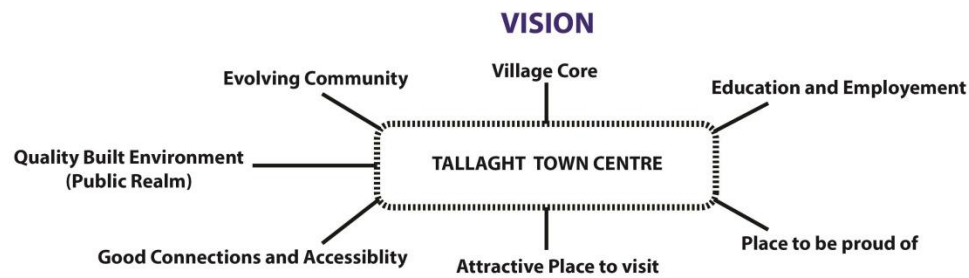 VISION
Village Core
Evolving Community
Education and Employement
Quality Built Environment
(Public Realm)
TALLAGHT TOWN CENTRE
Good Connections and Accessiblity
Attractive Place to visit
Place to be proud of